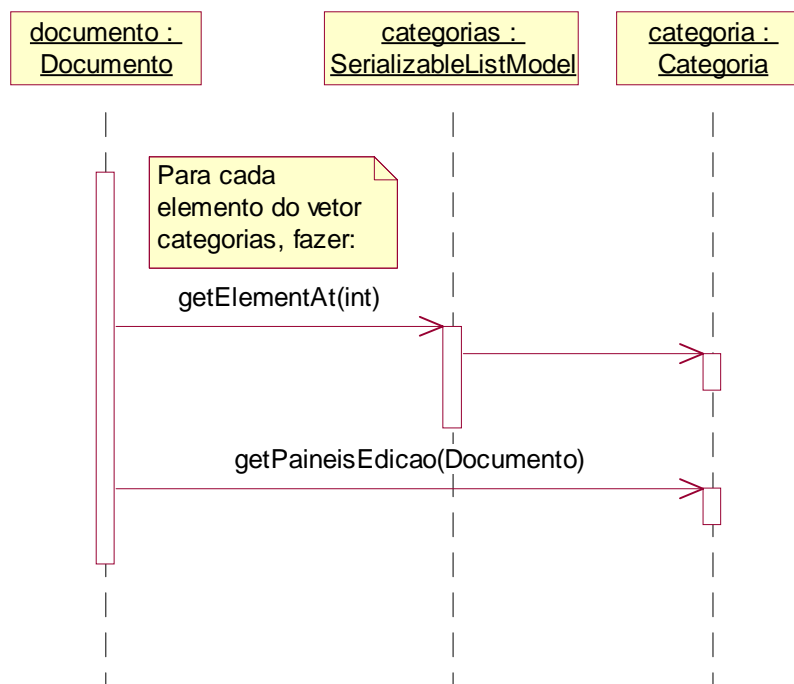 documento :
Documento
categorias :
SerializableListModel
categoria :
Categoria
Para cada
elemento do vetor
categorias, fazer:
getElementAt(int)
getPaineisEdicao(Documento)